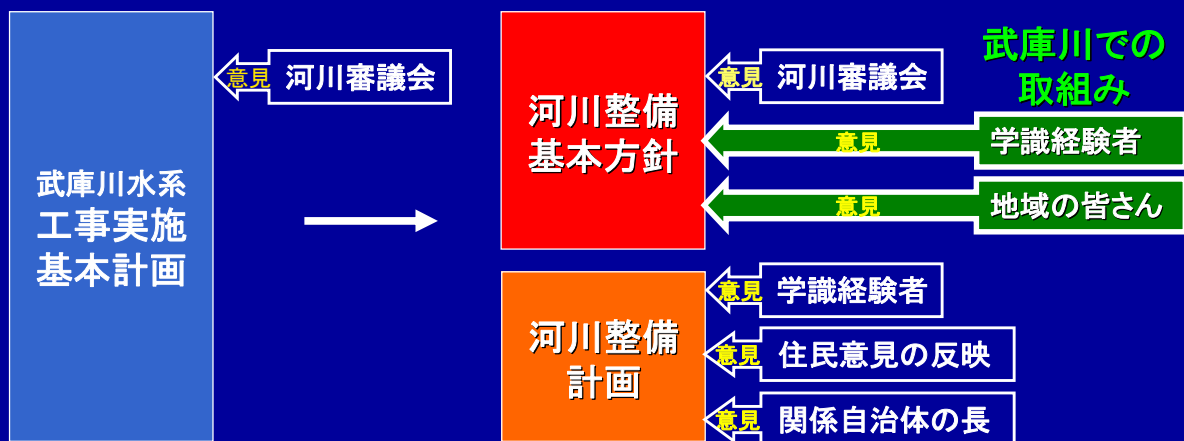 武庫川水系
工事実施
基本計画
意見
河川審議会
河川整備
基本方針
意見
河川審議会
武庫川での
取組み
意見
学識経験者
意見
地域の皆さん
河川整備
計画
意見
学識経験者
意見
住民意見の反映
意見
関係自治体の長